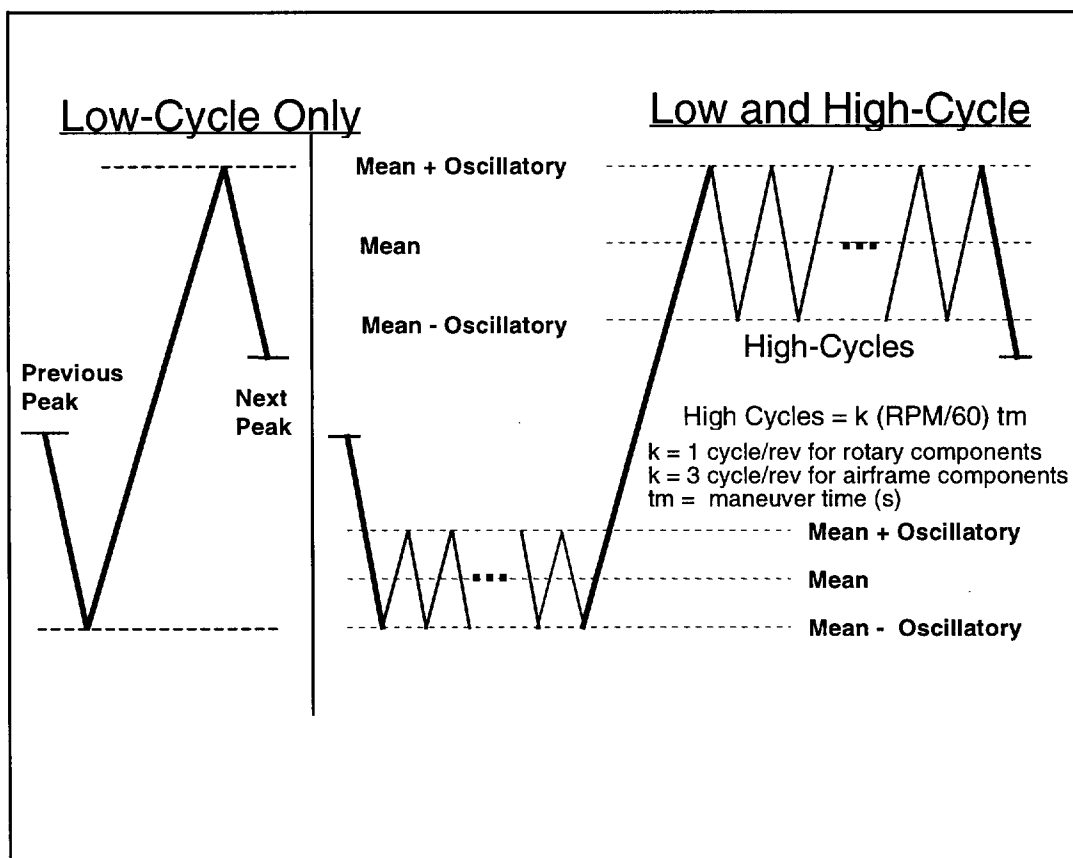 Low-Cycle Only
Low and High-Cycle
Mean + Oscillatory
Mean
Mean - Oscillatory
High-Cycles
Previous
Peak
Next
Peak
High Cycles = k (RPM/60) tm
k = 1 cycle/rev for rotary components
k = 3 cycle/rev for airframe components
tm = maneuver time (s)
Mean + Oscillatory
Mean
Mean - Oscillatory